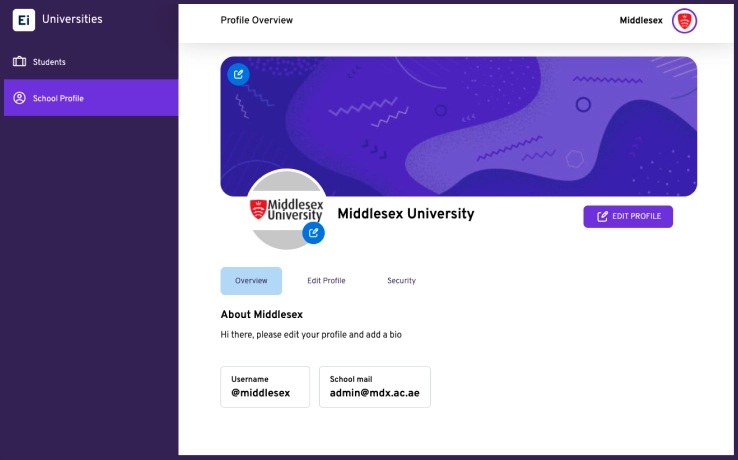 Ei Universities
Students
School Profile
Profile Overview
Middlesex
Middlesex
University
Middlesex University
EDIT PROFILE
Overview
Edit Profile
Security
About Middlesex
Hi there, please edit your profile and add a bio
Username
@middlesex
School mail
admin@mdx.ac.ae